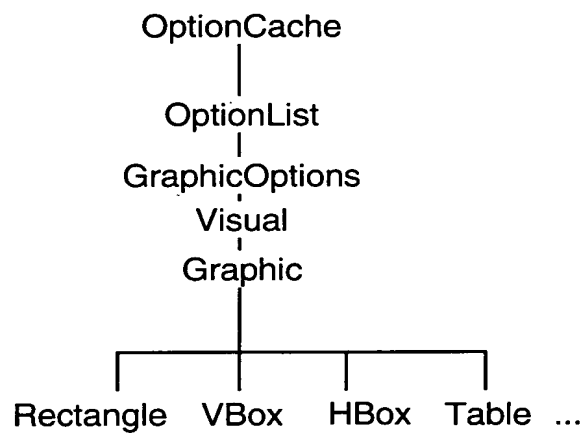 OptionCache
OptionList
GraphicOptions
Visual
Graphic
Rectangle VBox HBox Table ...